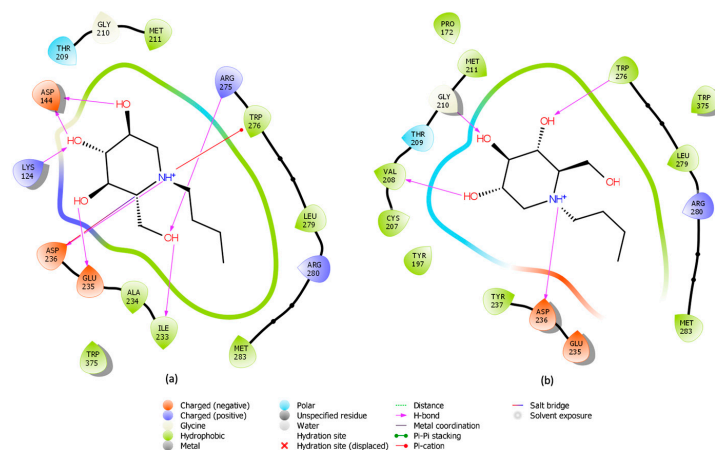 GLY
210
MET
211
THR
209
ASP
144
LYS
124
HO
OH
HO
NH+
OH
OH
ARG
275
TRP
276
LEU
279
ARG
280
ASP
236
GLU
235
ALA
234
ILE
233
MET
283
TRP
375
(a)
PRO
172
MET
211
GLY
210
THR
209
VAL
208
CYS
207
TYR
197
TYR
237
ASP
236
GLU
235
OH
HO
HO
OH
NH+
TRP
276
TRP
375
LEU
279
ARG
280
MET
283
(b)
Charged (negative)
Charged (positive)
Glycine
Hydrophobic
Metal
Polar
Unspecified residue
Water
Hydration site
Hydration site (displaced)
Distance
H-bond
Metal coordination
Pi-Pi stacking
Pi-cation
Salt bridge
Solvent exposure